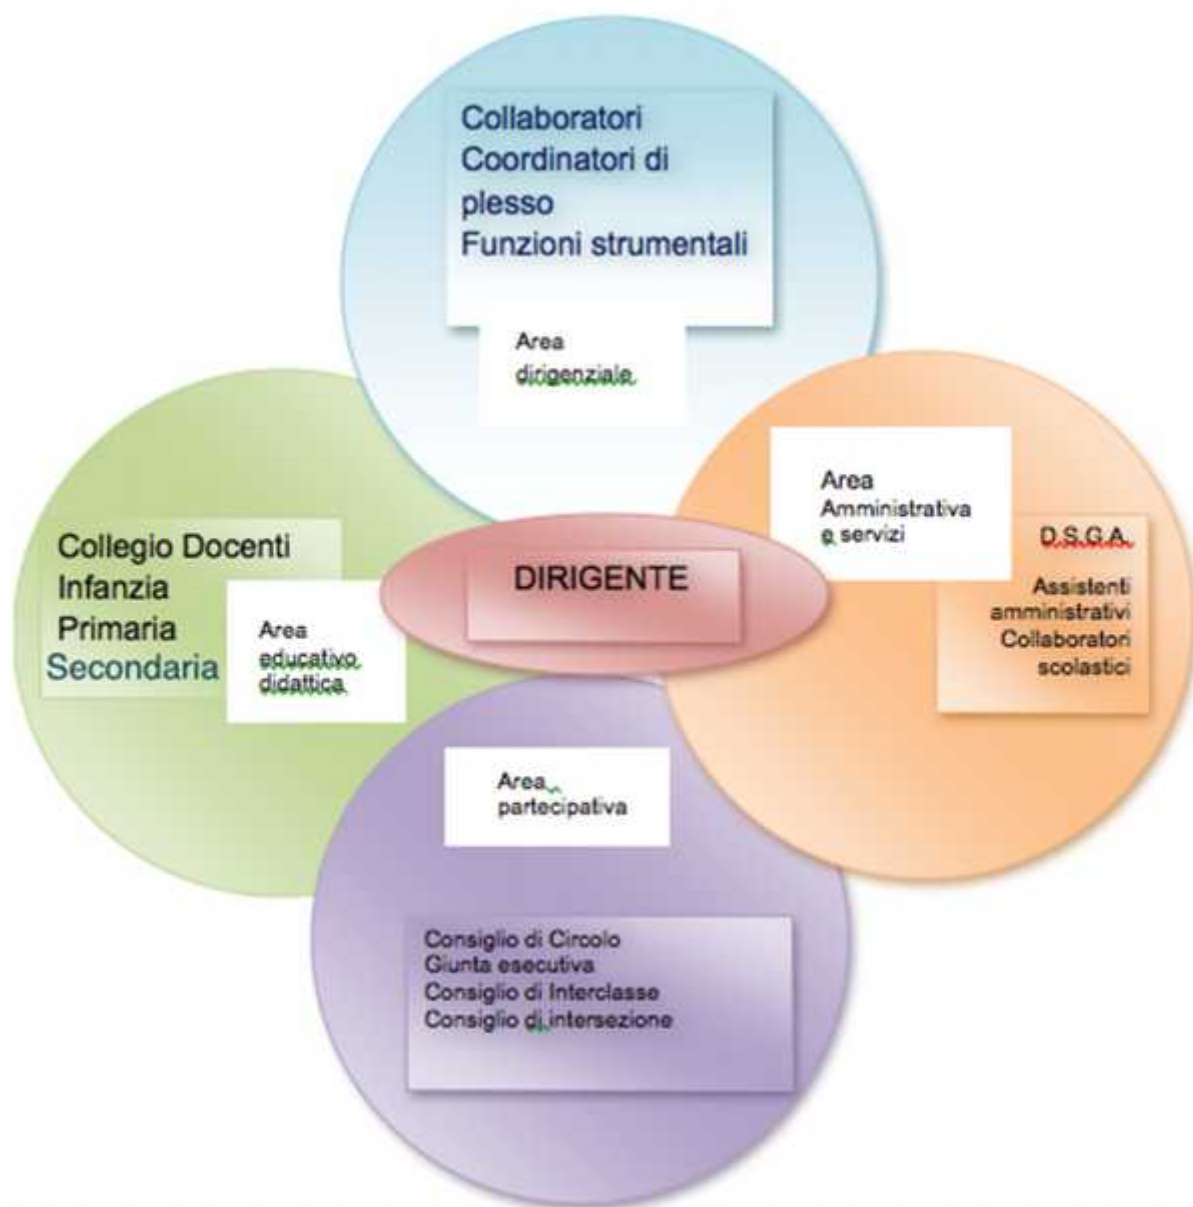 Collaboratori
Coordinatori di
plesso
Funzioni strumentali
Area
dirigenziale
Area
Amministrativa
e servizi
D.S.G.A.
Assistenti
amministrativi
Collaboratori
scolastici
Collegio Docenti
Infanzia
Primaria
Secondaria
Area
educativo
didattica
DIRIGENTE
Area
partecipativa
Consiglio di Circolo
Giunta esecutiva
Consiglio di Interclasse
Consiglio di intersezione